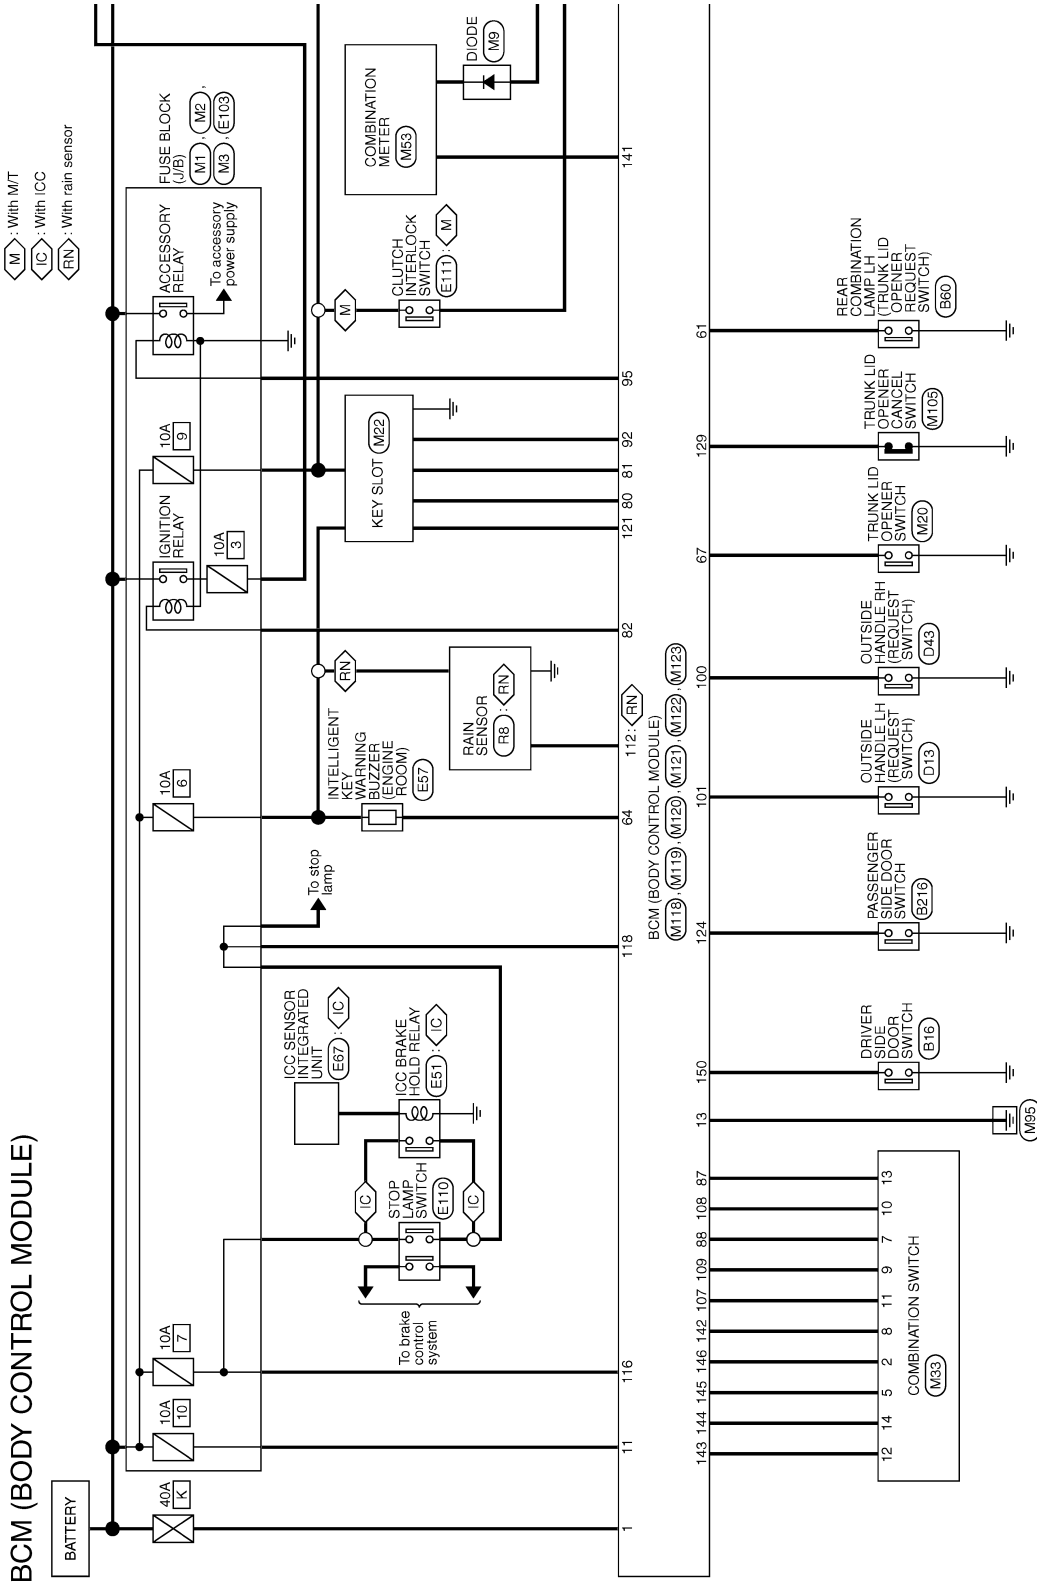 BCM (BODY CONTROL MODULE)
M : With M/T
IC : With ICC
RN : With rain sensor
BATTERY
40A
K
10A
10
10A
7
10A
6
IGNITION
RELAY
10A
3
10A
9
ACCESSORY
RELAY
To accessory
power supply
FUSE BLOCK
(J/B)
M1 , M2 ,
M3 , E103
ICC SENSOR
INTEGRATED
UNIT
E67 : IC
ICC BRAKE
HOLD RELAY
E51 : IC
IC
IC
STOP
LAMP
SWITCH
E110
To brake
control
system
To stop
lamp
INTELLIGENT
KEY
WARNING
BUZZER
(ENGINE
ROOM)
E57
RN
RAIN
SENSOR
R8 : RN
KEY SLOT M22
M
CLUTCH
INTERLOCK
SWITCH
E111 : M
COMBINATION
METER
M53
DIODE
M9
1
11
116
118
64
112 : RN
82
121
80
81
92
95
141
BCM (BODY CONTROL MODULE)
M118 , M119 , M120 , M121 , M122 , M123
143
144
145
146
142
107
109
88
108
87
13
150
124
101
100
67
129
61
12
14
5
2
8
11
9
7
10
13
COMBINATION SWITCH
M33
M95
DRIVER
SIDE
DOOR
SWITCH
B16
PASSENGER
SIDE DOOR
SWITCH
B216
OUTSIDE
HANDLE LH
(REQUEST
SWITCH)
D13
OUTSIDE
HANDLE RH
(REQUEST
SWITCH)
D43
TRUNK LID
OPENER
SWITCH
M20
TRUNK LID
OPENER
CANCEL
SWITCH
M105
REAR
COMBINATION
LAMP LH
(TRUNK LID
OPENER
REQUEST
SWITCH)
B60